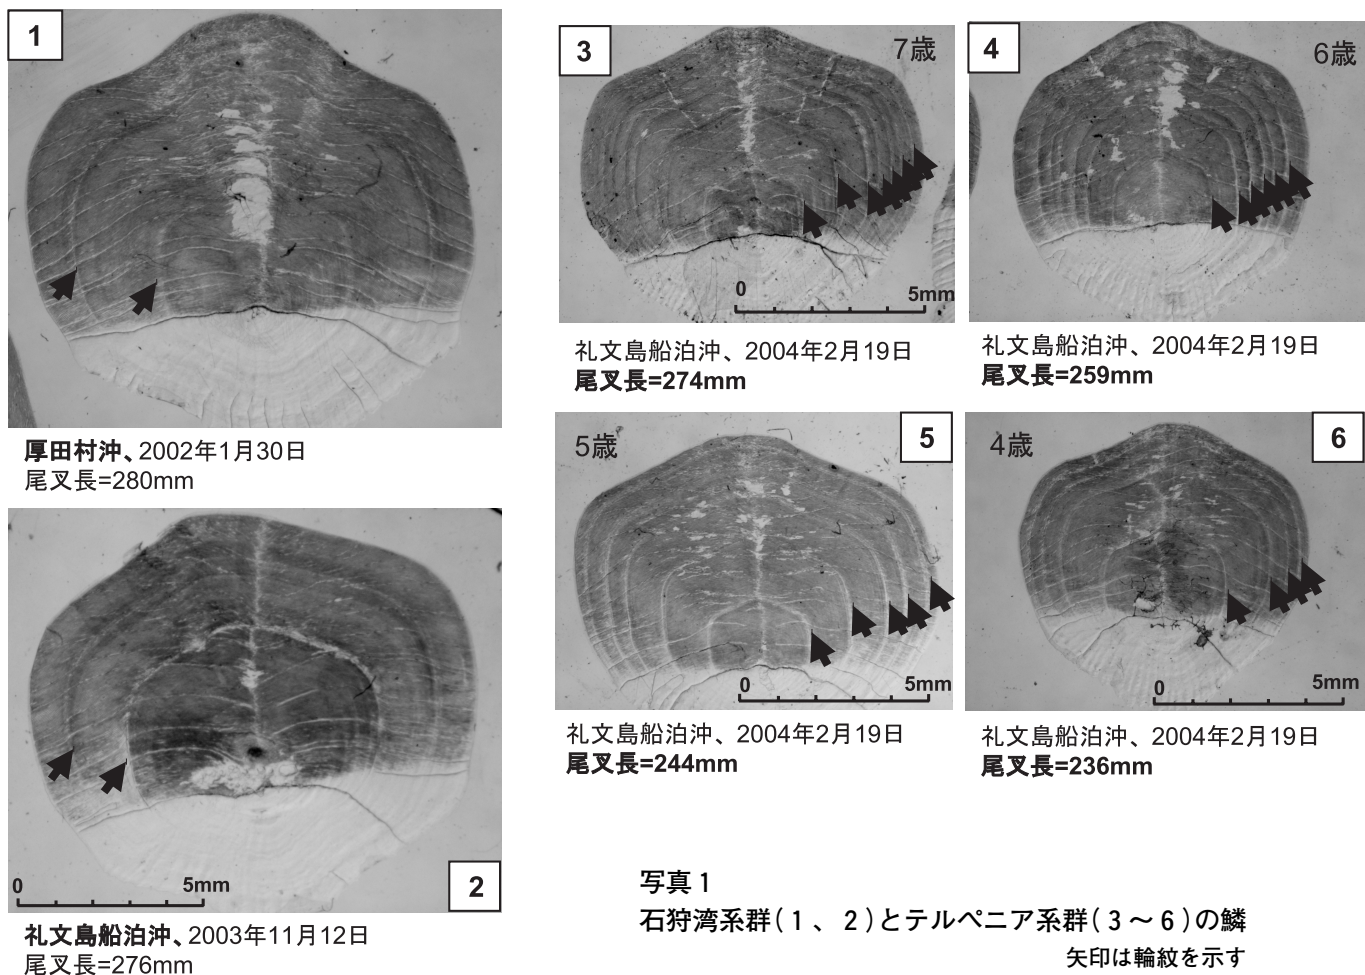 1
厚田村沖、2002年1月30日
尾叉長=280mm
0 5mm
2
礼文島船泊沖、2003年11月12日
尾叉長=276mm
3
7歳
0 5mm
礼文島船泊沖、2004年2月19日
尾叉長=274mm
4
6歳
礼文島船泊沖、2004年2月19日
尾叉長=259mm
5歳
5
0 5mm
礼文島船泊沖、2004年2月19日
尾叉長=244mm
4歳
6
0 5mm
礼文島船泊沖、2004年2月19日
尾叉長=236mm
写真1
石狩湾系群(1、2)とテルペニア系群(3～6)の鱗
矢印は輪紋を示す